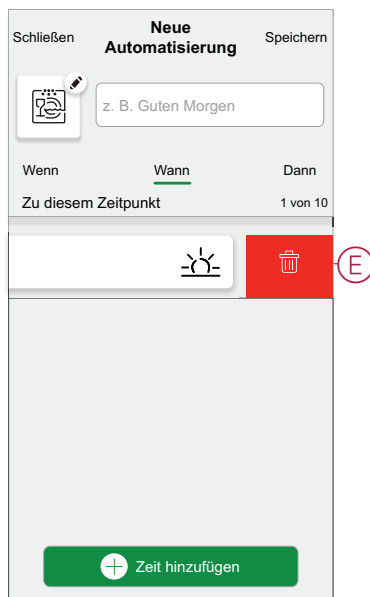 Schließen
Neue
Automatisierung
Speichern
z. B. Guten Morgen
Wenn
Wann
Dann
Zu diesem Zeitpunkt
1 von 10
E
Zeit hinzufügen